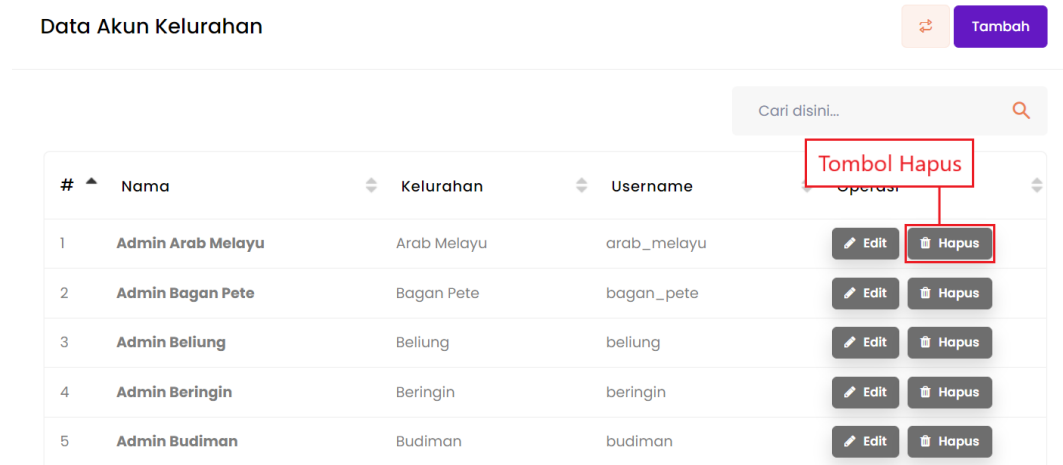 Data Akun Kelurahan
Tambah
Cari disini...
Tombol Hapus
# Nama Kelurahan Username Operasi
1 Admin Arab Melayu Arab Melayu arab_melayu Edit Hapus
2 Admin Bagan Pete Bagan Pete bagan_pete Edit Hapus
3 Admin Beliung Beliung beliung Edit Hapus
4 Admin Beringin Beringin beringin Edit Hapus
5 Admin Budiman Budiman budiman Edit Hapus